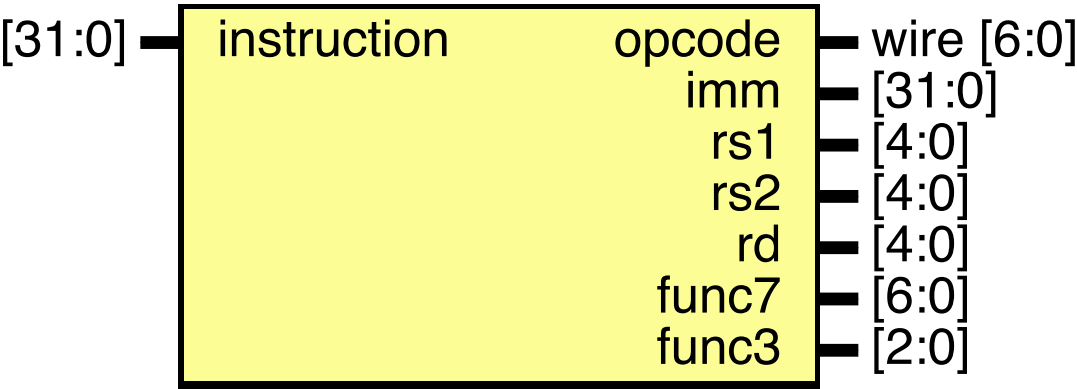 [31:0] instruction opcode wire [6:0]
imm [31:0]
rs1 [4:0]
rs2 [4:0]
rd [4:0]
func7 [6:0]
func3 [2:0]